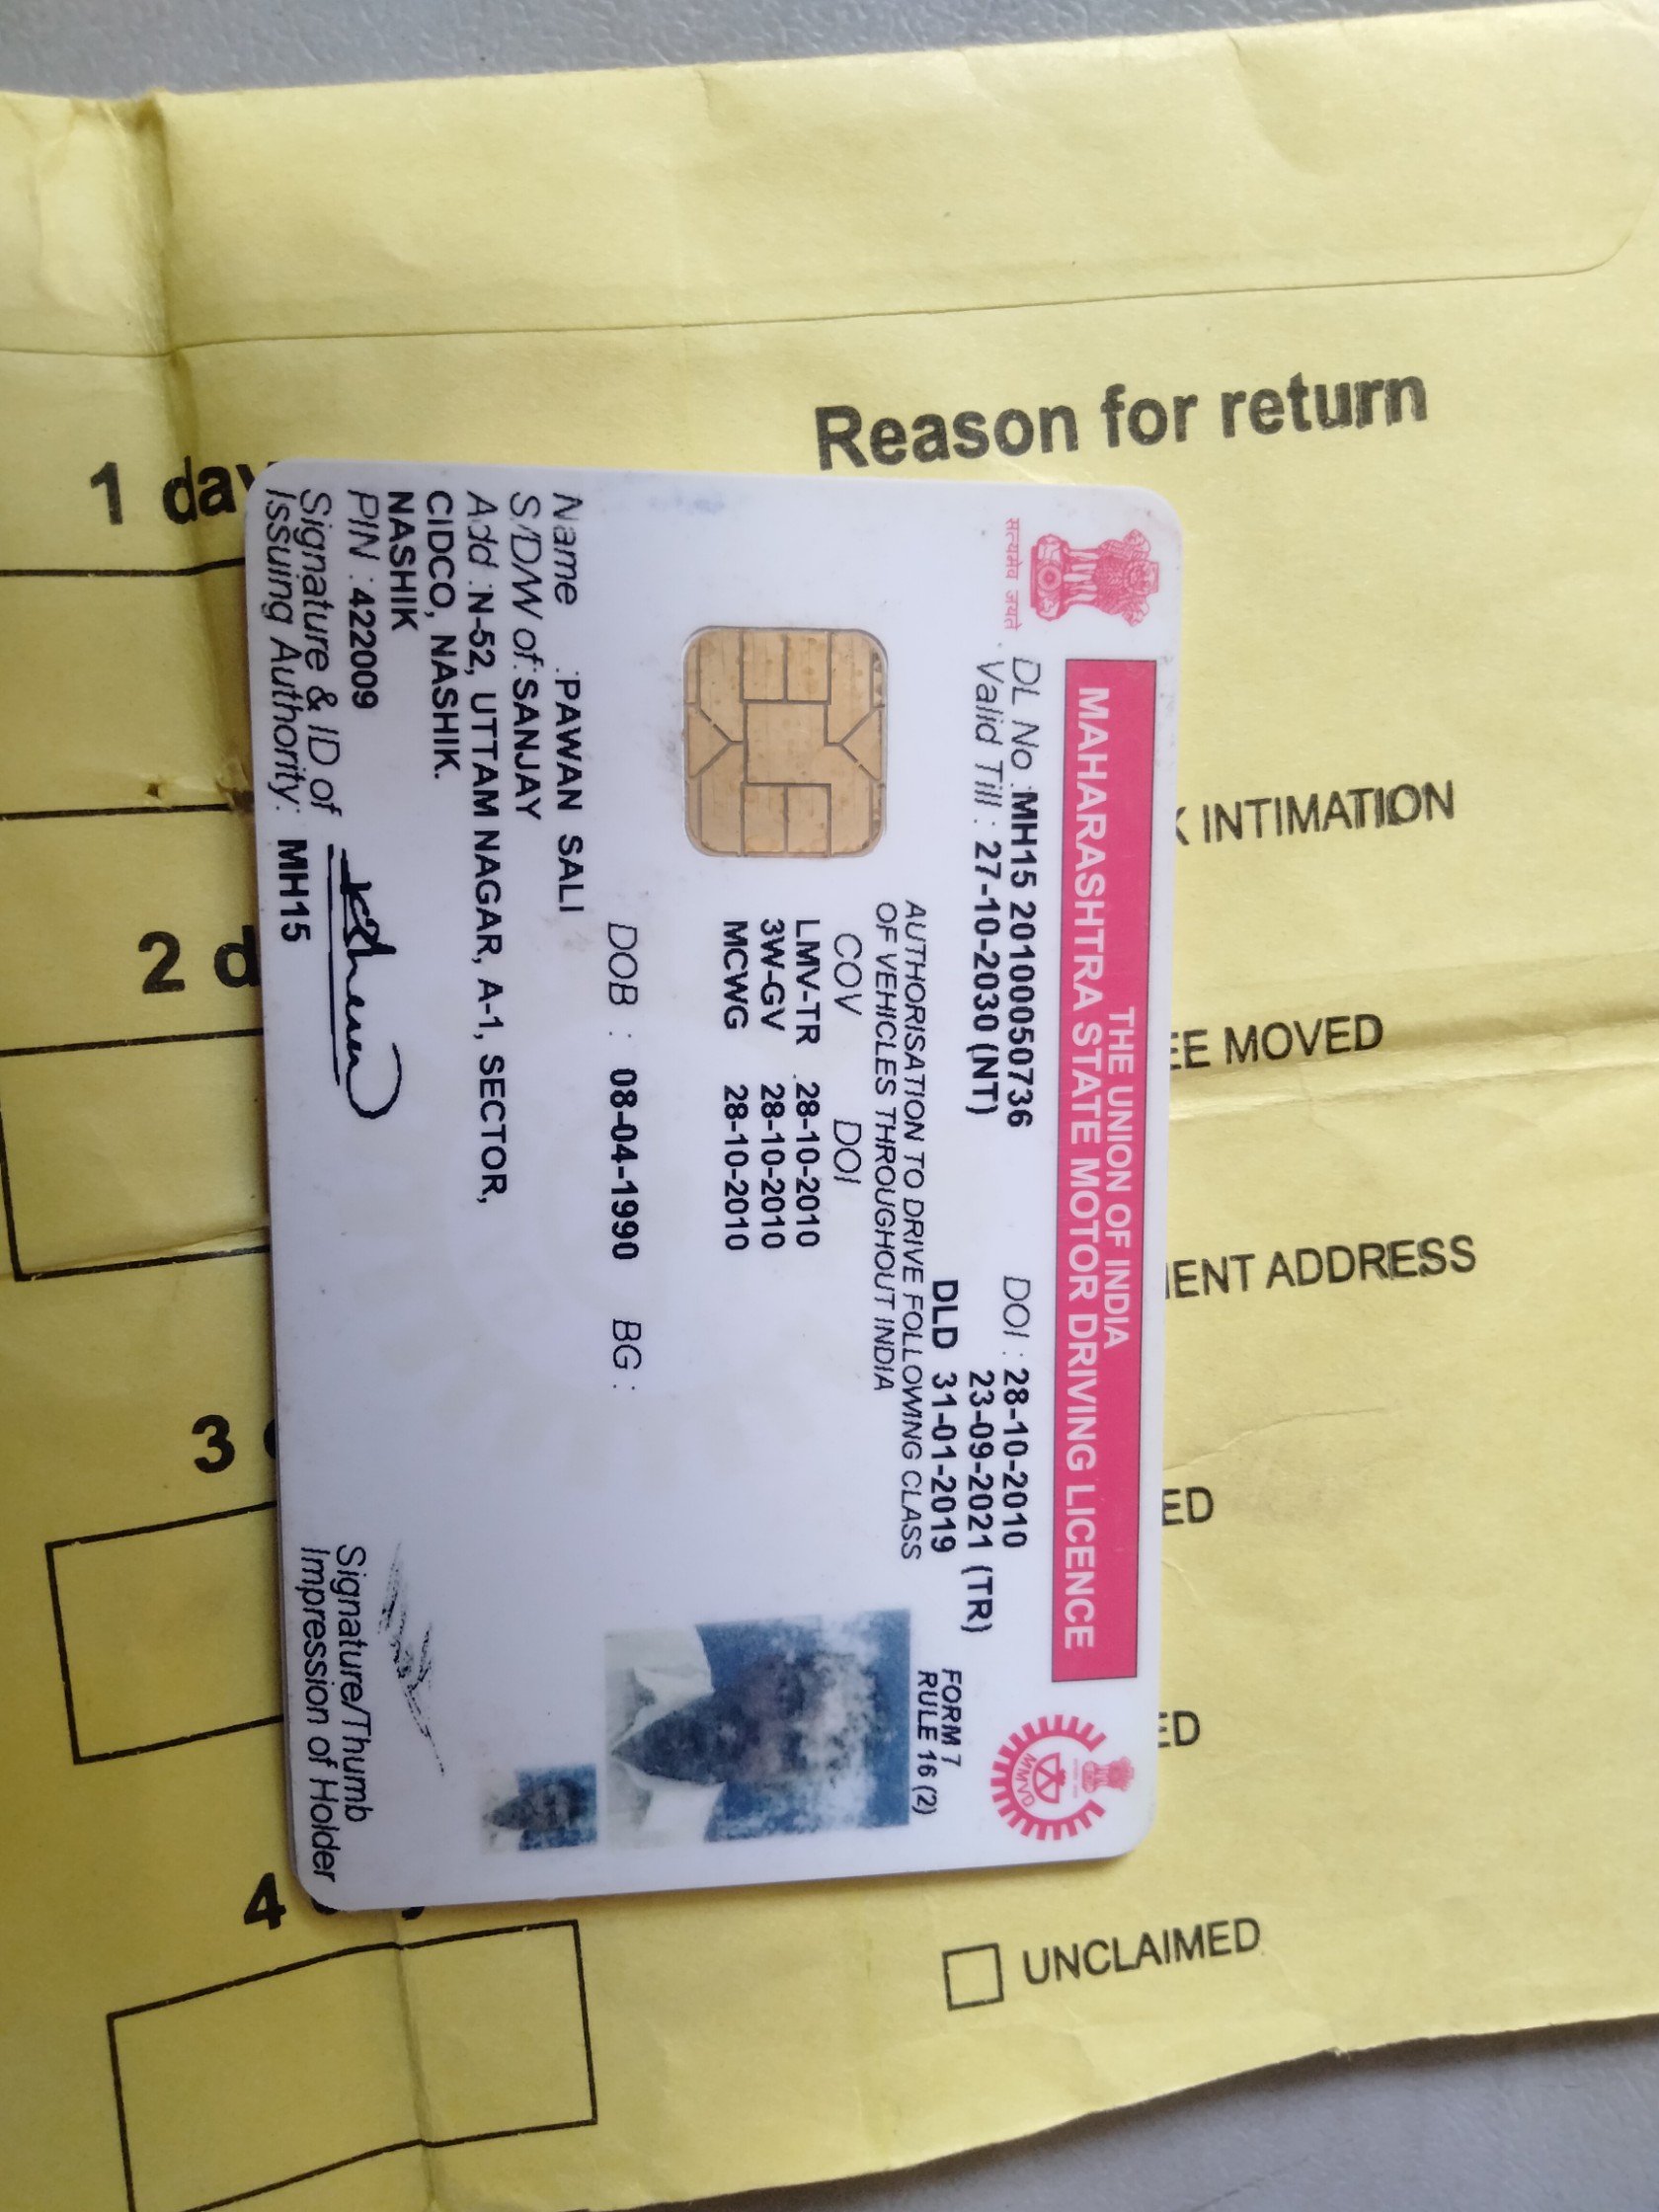 Reason for return
1 day
INTIMATION
2 d
MOVED
ADDRESS
3
ED
ED
4
UNCLAIMED
THE UNION OF INDIA
MAHARASHTRA STATE MOTOR DRIVING LICENCE
सत्यमेव जयते
DL No :MH15 20100050736 DOI : 28-10-2010
Valid Till : 27-10-2030 (NT) 23-09-2021 (TR)
DLD 31-01-2019
FORM 7
RULE 16 (2)
AUTHORISATION TO DRIVE FOLLOWING CLASS
OF VEHICLES THROUGHOUT INDIA
COV DOI
LMV-TR 28-10-2010
3W-GV 28-10-2010
MCWG 28-10-2010
DOB : 08-04-1990 BG :
Name :PAWAN SALI
S/D/W of:SANJAY
Add :N-52, UTTAM NAGAR, A-1, SECTOR,
CIDCO, NASHIK.
NASHIK
PIN :422009
Signature & ID of
Issuing Authority: MH15
Signature/Thumb
Impression of Holder
MMVD